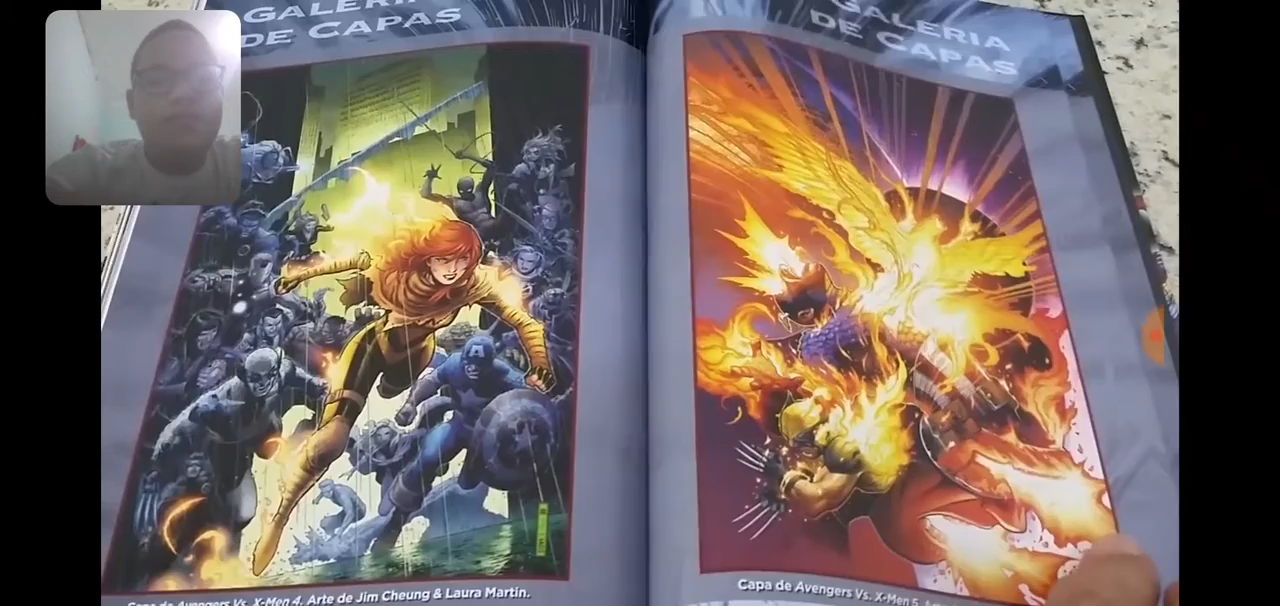 GALERIA
DE CAPAS
GALERIA
DE CAPAS
Capa de Avengers Vs. X-Men 4. Arte de Jim Cheung & Laura Martin.
Capa de Avengers Vs. X-Men 5.